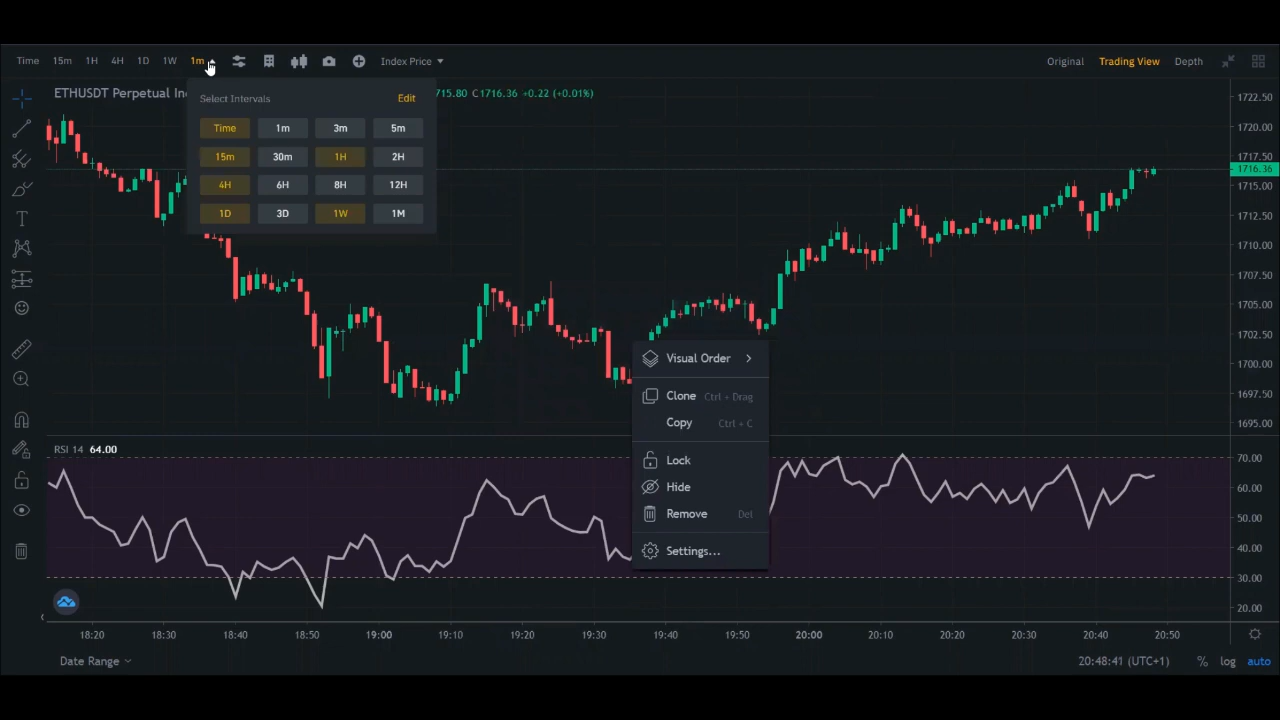 Time 15m 1H 4H 1D 1W 1m Index Price Original Trading View Depth
ETHUSDT Perpetual In 715.80 C1716.36 +0.22 (+0.01%)
Select Intervals Edit
Time 1m 3m 5m
15m 30m 1H 2H
4H 6H 8H 12H
1D 3D 1W 1M
1722.50
1720.00
1717.50
1716.36
1715.00
1712.50
1710.00
1707.50
1705.00
1702.50
1700.00
1697.50
1695.00
Visual Order
Clone Ctrl + Drag
Copy Ctrl + C
Lock
Hide
Remove Del
Settings...
RSI 14 64.00
70.00
60.00
50.00
40.00
30.00
20.00
18:20 18:30 18:40 18:50 19:00 19:10 19:20 19:30 19:40 19:50 20:00 20:10 20:20 20:30 20:40 20:50
Date Range 20:48:41 (UTC+1) % log auto